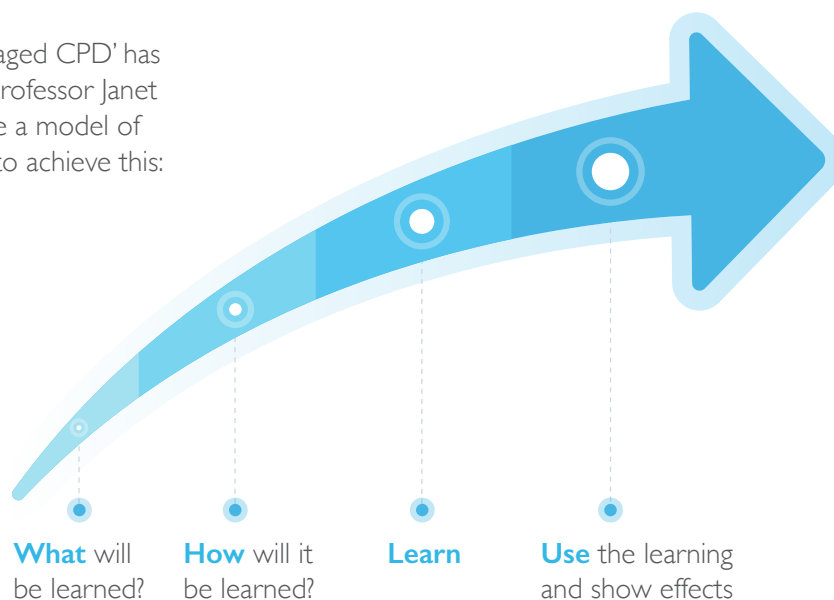 aged CPD’ has
rofessor Janet
e a model of
to achieve this:
What will
be learned?
How will it
be learned?
Learn
Use the learning
and show effects